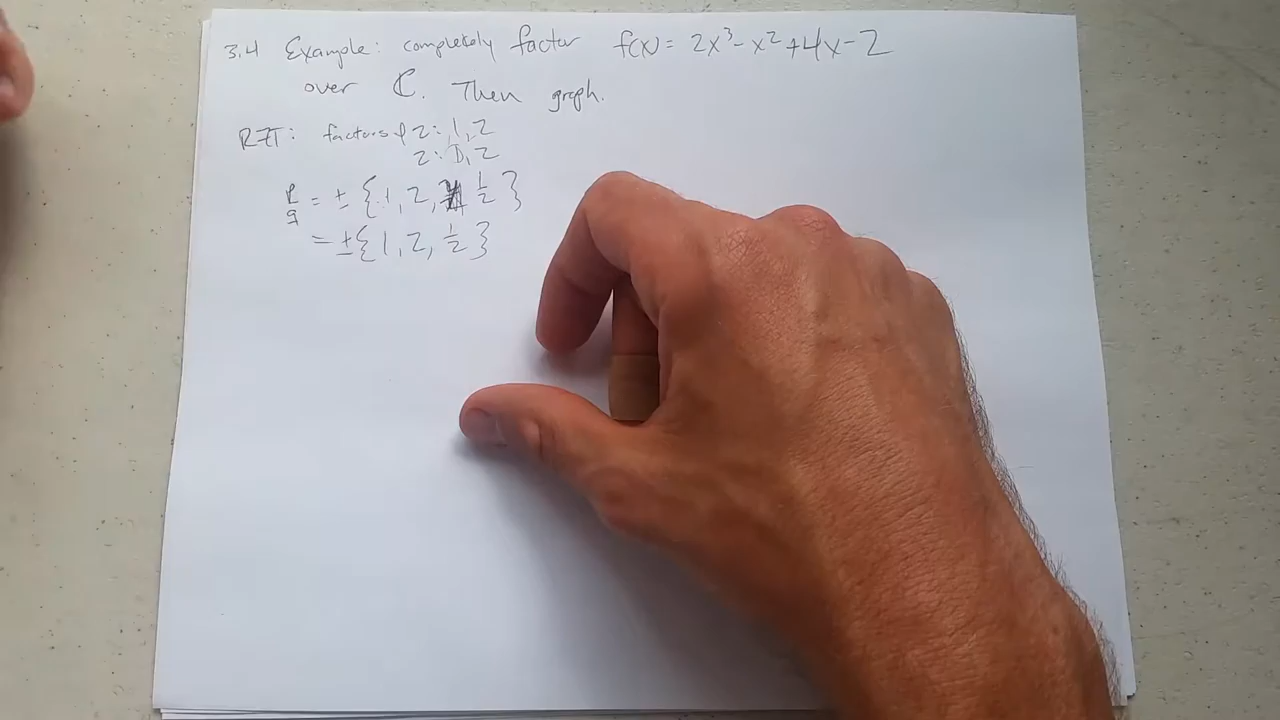 3.4 Example: completely factor f(x) = 2x³ - x² + 4x - 2
over ℂ. Then graph.
RZT: factors of 2: 1, 2
2: 1, 2
p/q = ± { 1, 2, 1/2 }
= ± { 1, 2, 1/2 }